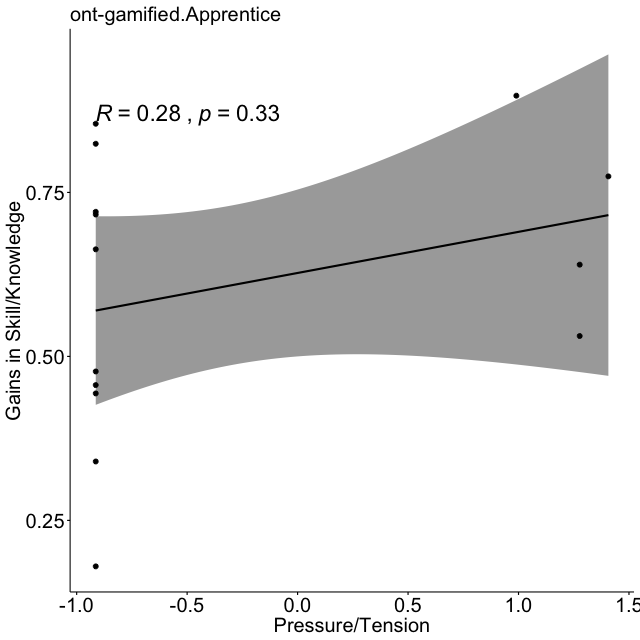 ont-gamified.Apprentice
R = 0.28 , p = 0.33
Gains in Skill/Knowledge
0.75
0.50
0.25
-1.0 -0.5 0.0 0.5 1.0 1.5
Pressure/Tension